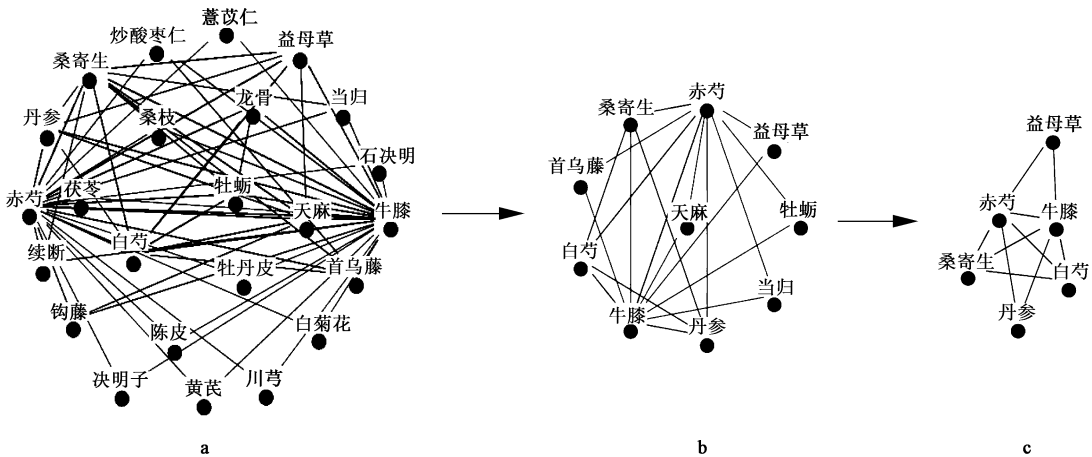 薏苡仁
炒酸枣仁
益母草
桑寄生
龙骨
当归
丹参
桑枝
石决明
赤芍
茯苓
牡蛎
天麻
牛膝
续断
白芍
牡丹皮
首乌藤
钩藤
陈皮
白菊花
决明子
黄芪
川芎
a
赤芍
桑寄生
益母草
首乌藤
天麻
牡蛎
白芍
当归
牛膝
丹参
b
益母草
赤芍
牛膝
桑寄生
白芍
丹参
c